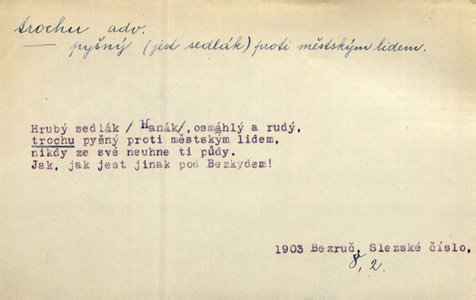 trochu adv.
pyšný (jest sedlák) proti městským lidem.
Hrubý sedlák /Hanák/, osmáhlý a rudý,
trochu pyšný proti městským lidem,
nikdy ze své neuhne ti půdy.
Jak, jak jest jinak pod Bezkydem!
1903 Bezruč, Slezské číslo,
8, 2.